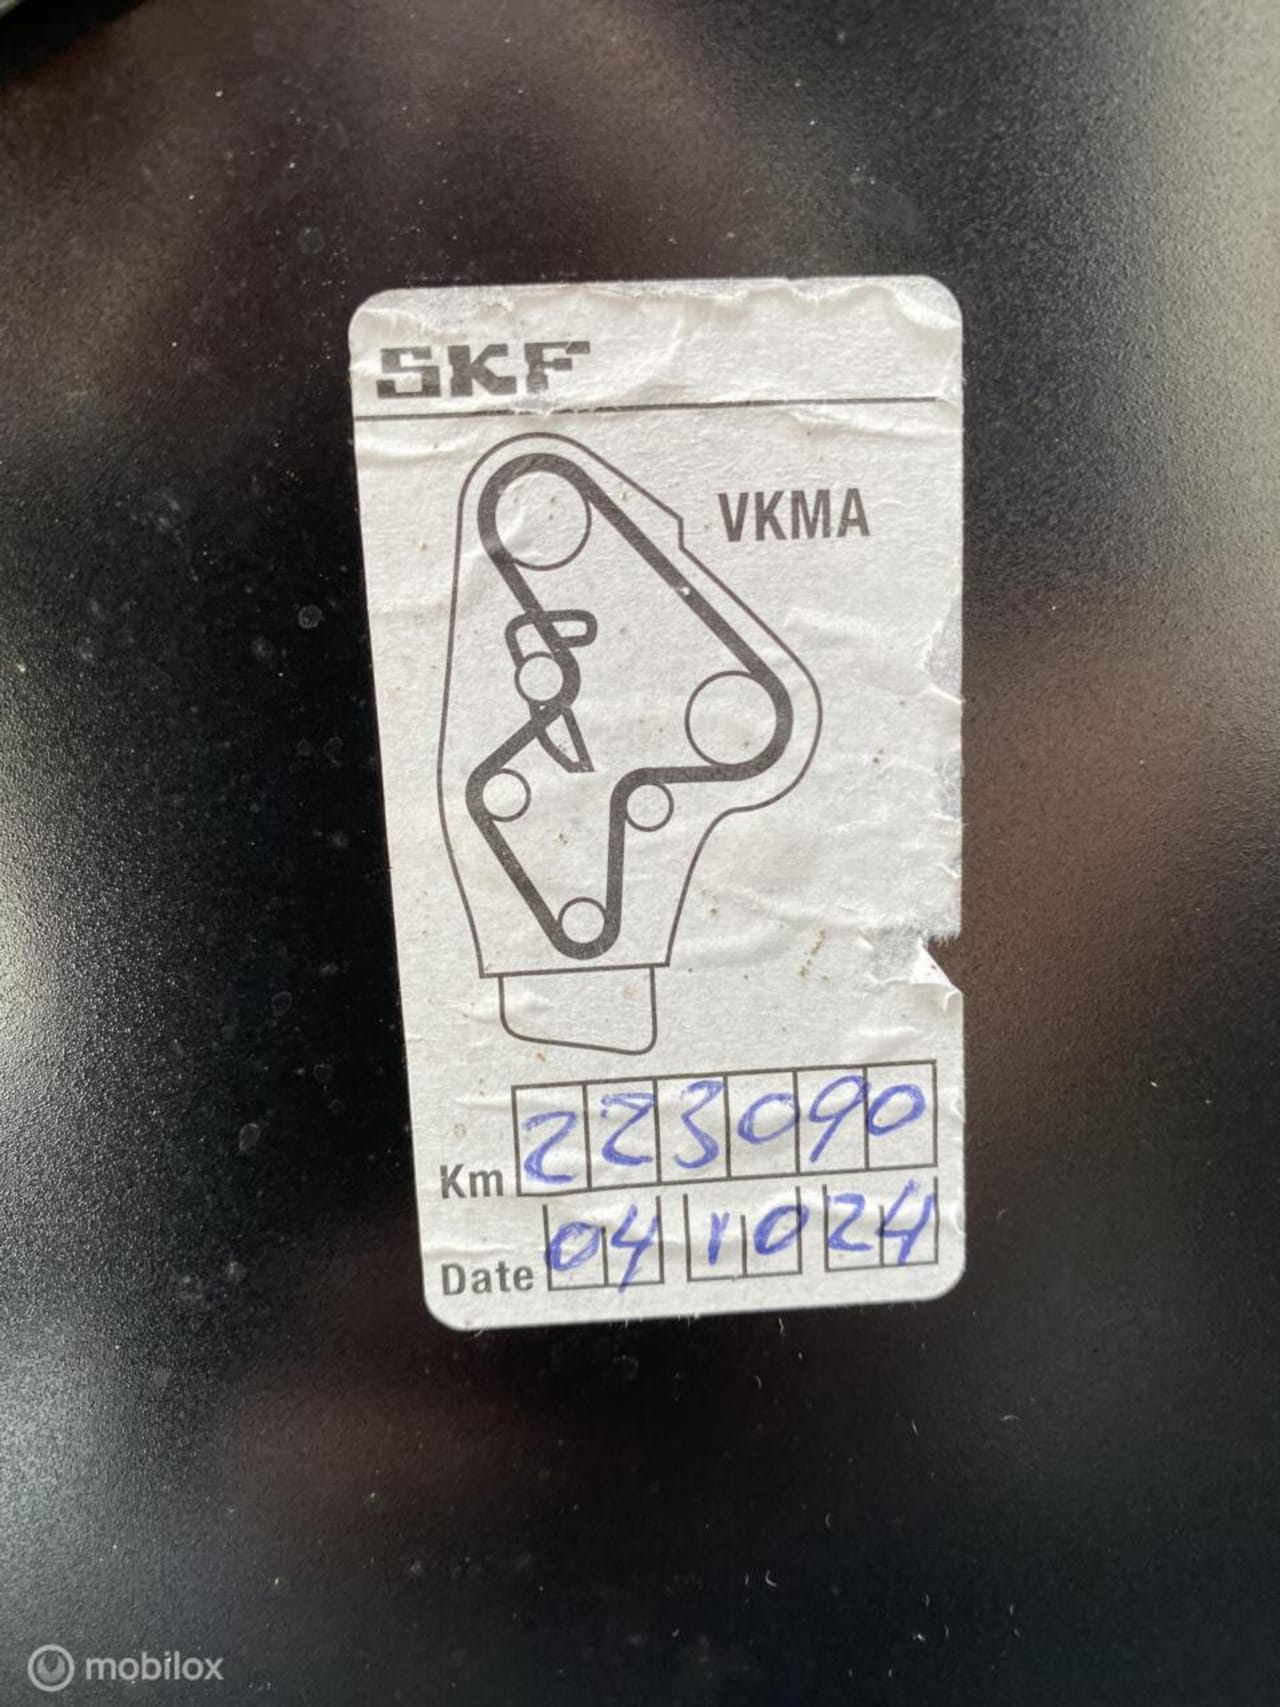 SKF
VKMA
Km 223090
Date 04 10 24
mobilox